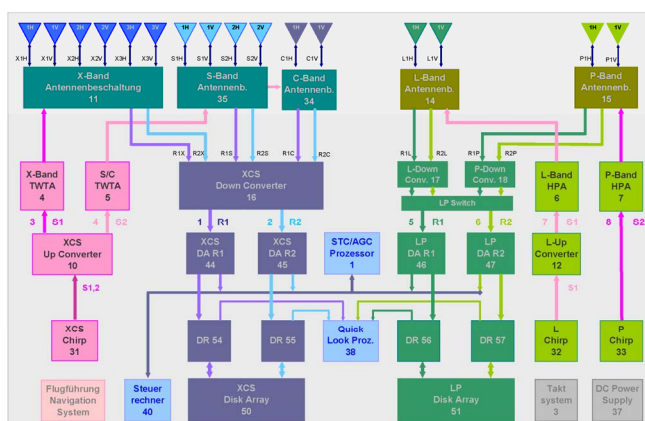 1H 1V 2H 2V 3H 3V 1H 1V 2H 2V 1H 1V 1H 1V 1H 1V
X1H X1V X2H X2V X3H X3V S1H S1V S2H S2V C1H C1V L1H L1V P1H P1V
X-Band
Antennenbeschaltung
11
S-Band
Antennenb.
35
C-Band
Antennenb.
34
L-Band
Antennenb.
14
P-Band
Antennenb.
15
R1X R2X R1S R2S R1C R2C R1L R2L R1P R2P
X-Band
TWTA
4
S/C
TWTA
5
XCS
Down Converter
16
L-Down
Conv. 17
P-Down
Conv. 18
L-Band
HPA
6
P-Band
HPA
7
LP Switch
3 S1 4 S2 1 R1 2 R2 5 R1 6 R2 7 S1 8 S2
XCS
Up Converter
10
XCS
DA R1
44
XCS
DA R2
45
STC/AGC
Prozessor
1
LP
DA R1
46
LP
DA R2
47
L-Up
Converter
12
S1,2
S1
XCS
Chirp
31
DR 54
DR 55
Quick
Look Proz.
38
DR 56
DR 57
L
Chirp
32
P
Chirp
33
Flugführung
Navigation
System
Steuer
rechner
40
XCS
Disk Array
50
LP
Disk Array
51
Takt
system
3
DC Power
Supply
37